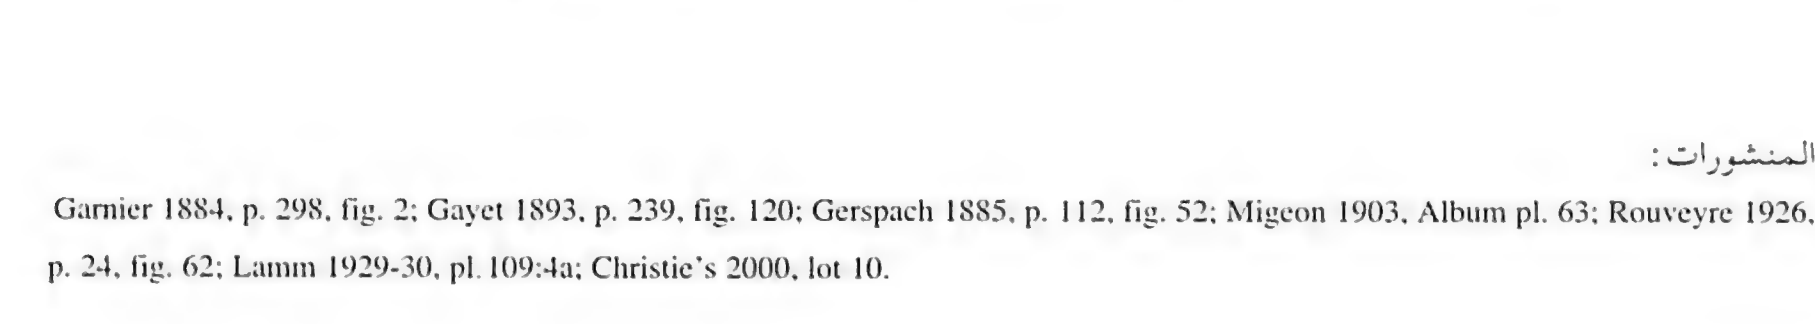 المنشورات :
Garnier 1884, p. 298, fig. 2; Gayet 1893, p. 239, fig. 120; Gerspach 1885, p. 112, fig. 52; Migeon 1903, Album pl. 63; Rouveyre 1926,
p. 24, fig. 62; Lamm 1929-30, pl. 109:4a; Christie's 2000, lot 10.